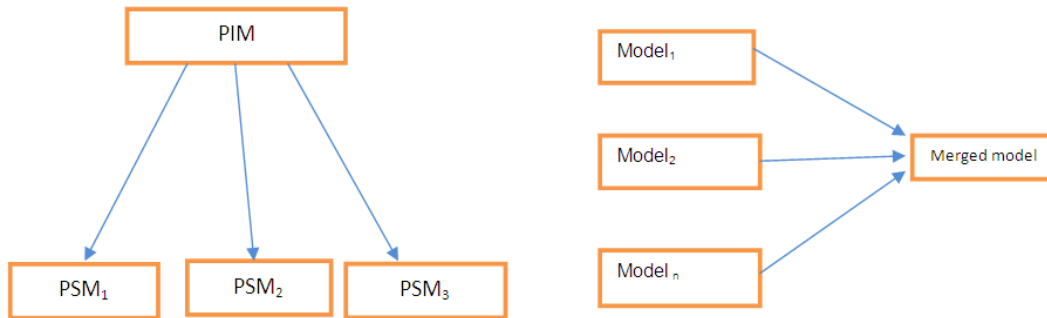 PIM
PSM₁
PSM₂
PSM₃
Model₁
Model₂
Model ₙ
Merged model